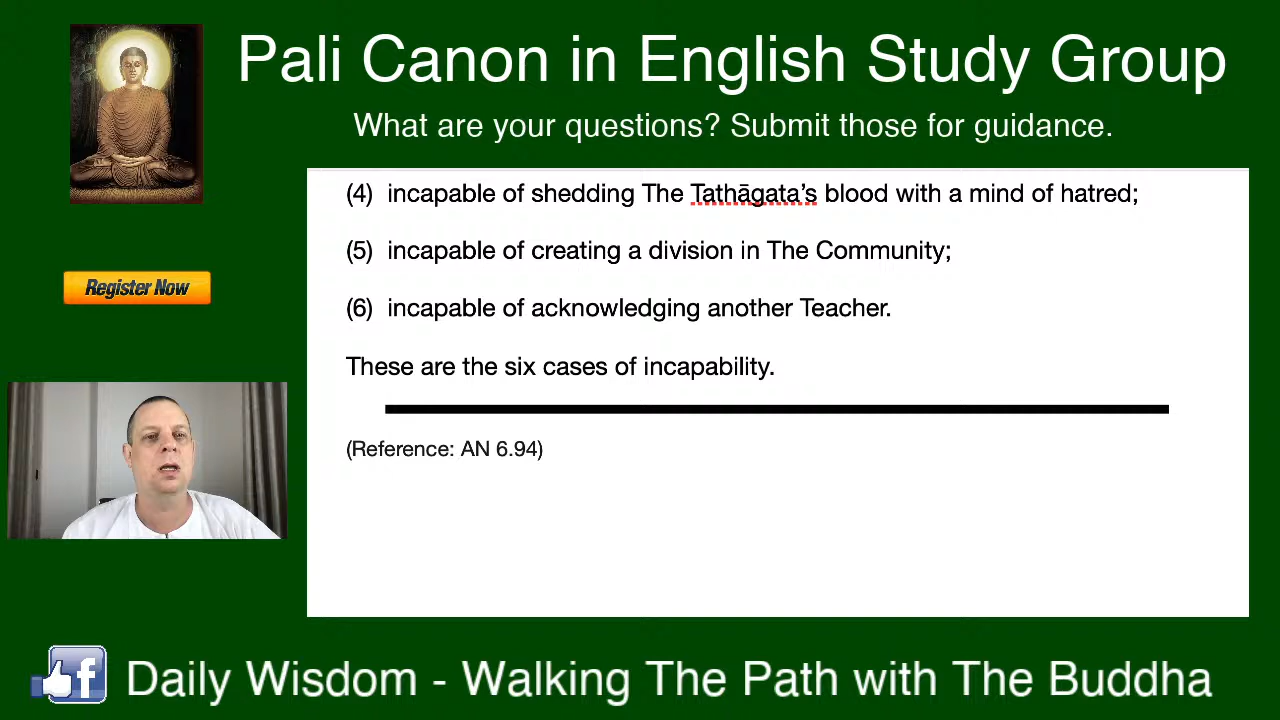 Pali Canon in English Study Group
What are your questions? Submit those for guidance.
(4) incapable of shedding The Tathāgata's blood with a mind of hatred;
(5) incapable of creating a division in The Community;
(6) incapable of acknowledging another Teacher.
These are the six cases of incapability.
(Reference: AN 6.94)
Register Now
f
Daily Wisdom - Walking The Path with The Buddha